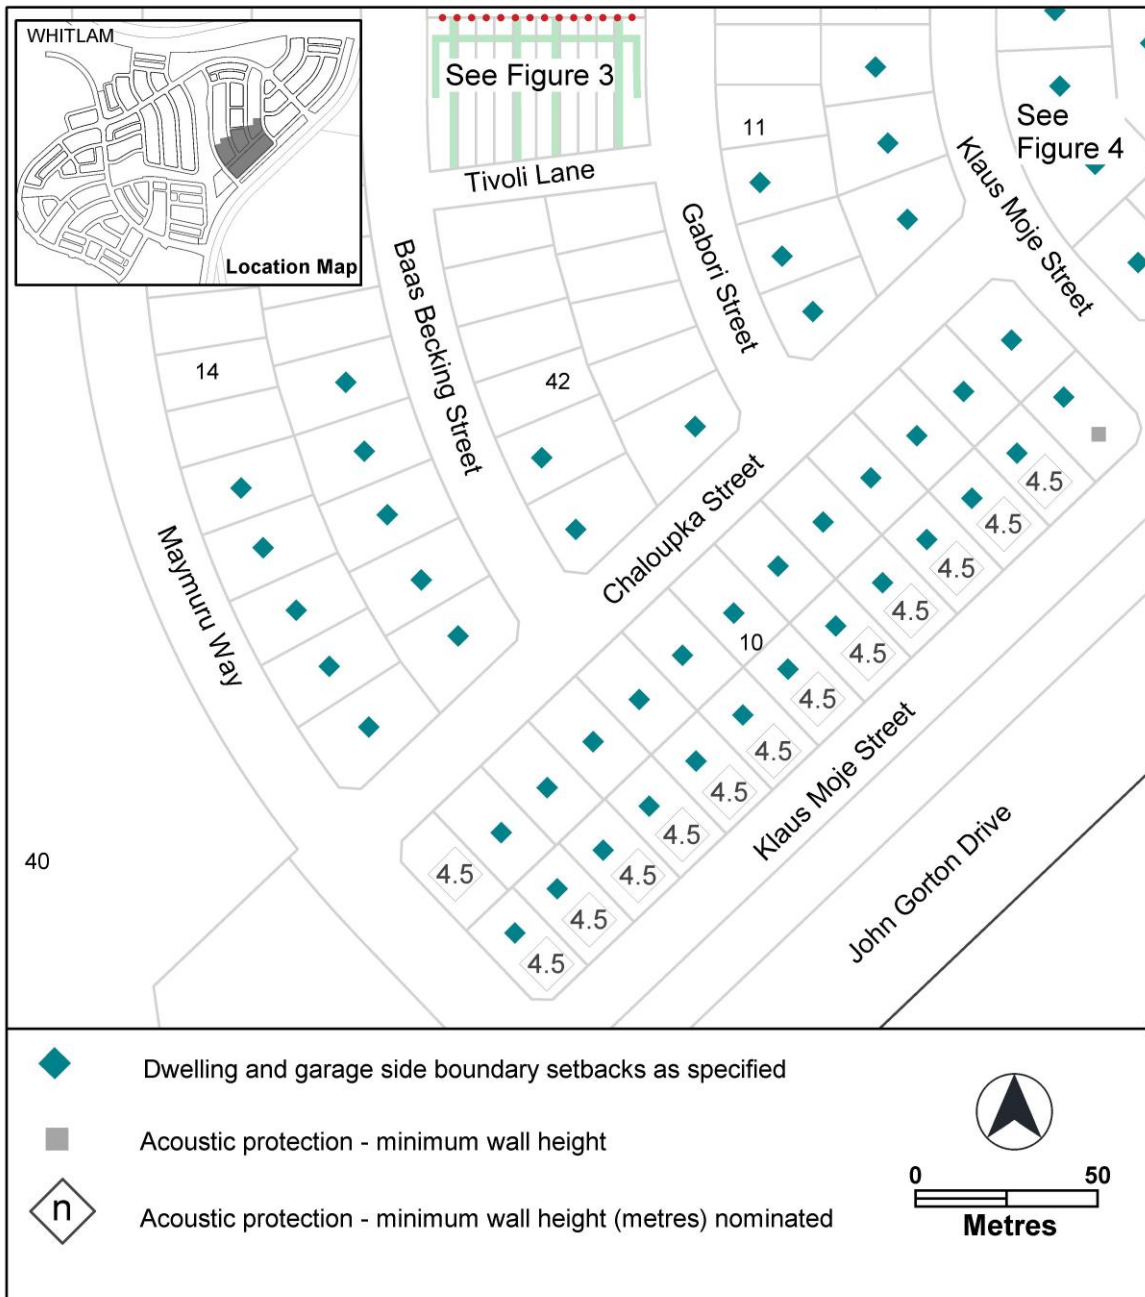 WHITLAM
Location Map
See Figure 3
See
Figure 4
11
Tivoli Lane
Klaus Moje Street
Gabori Street
Baas Becking Street
14
42
Chaloupka Street
Maymuru Way
4.5
4.5
4.5
4.5
4.5
10
4.5
4.5
4.5
4.5
4.5
4.5
4.5
4.5
Klaus Moje Street
John Gorton Drive
40
Dwelling and garage side boundary setbacks as specified
Acoustic protection - minimum wall height
n
Acoustic protection - minimum wall height (metres) nominated
0 50
Metres